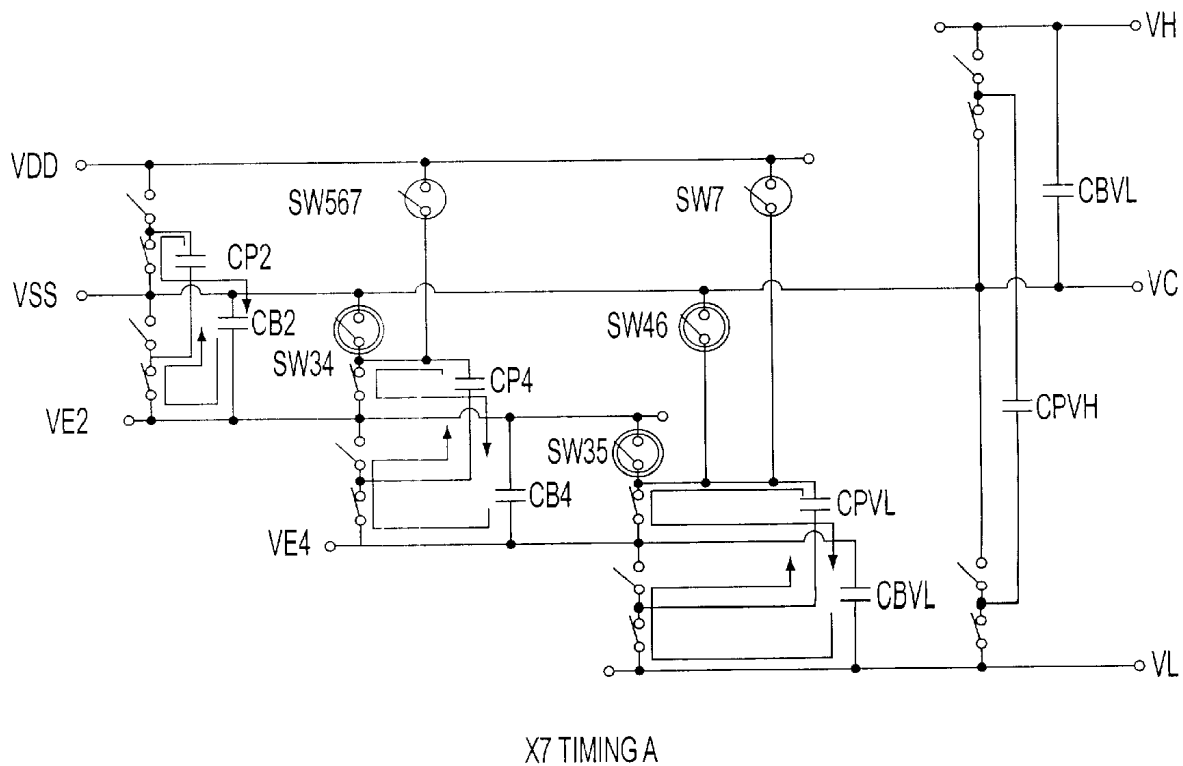 VH
VDD
SW567
SW7
CBVL
CP2
VSS
VC
CB2
SW34
SW46
CP4
CPVH
VE2
SW35
CB4
CPVL
VE4
CBVL
VL
X7 TIMING A